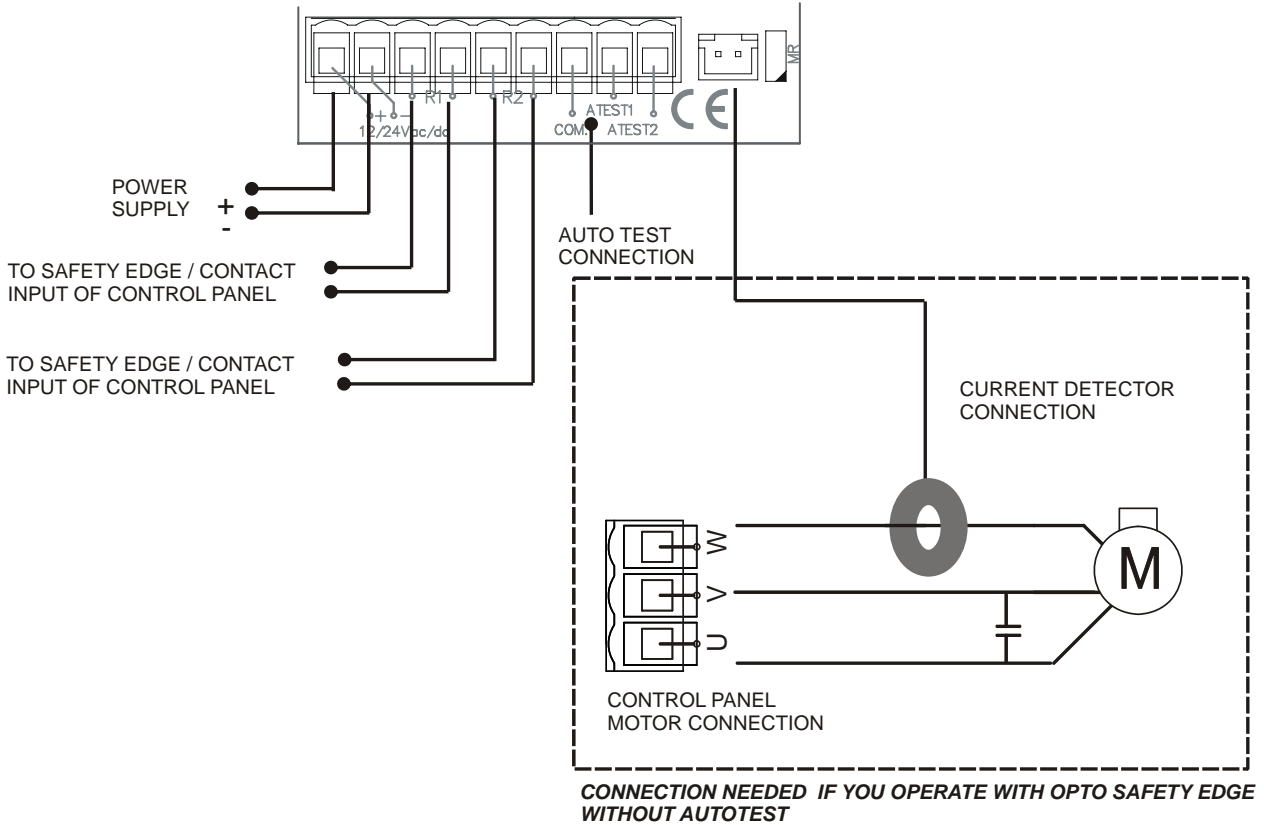 MR
R1
R2
+ -
12/24Vac/dc
COM.
ATEST1
ATEST2
CE
POWER
SUPPLY
+
-
AUTO TEST
CONNECTION
TO SAFETY EDGE / CONTACT
INPUT OF CONTROL PANEL
TO SAFETY EDGE / CONTACT
INPUT OF CONTROL PANEL
CURRENT DETECTOR
CONNECTION
W
V
U
M
CONTROL PANEL
MOTOR CONNECTION
CONNECTION NEEDED IF YOU OPERATE WITH OPTO SAFETY EDGE
WITHOUT AUTOTEST